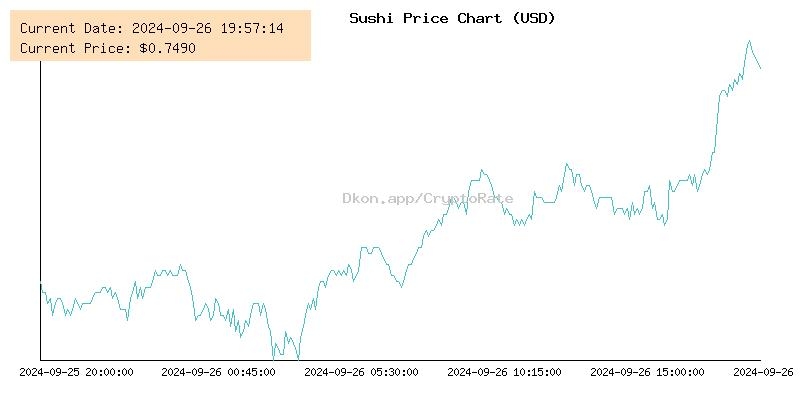 Sushi Price Chart (USD)
Current Date: 2024-09-26 19:57:14
Current Price: $0.7490
Dkon.app/CryptoRate
2024-09-25 20:00:00 2024-09-26 00:45:00 2024-09-26 05:30:00 2024-09-26 10:15:00 2024-09-26 15:00:00 2024-09-26